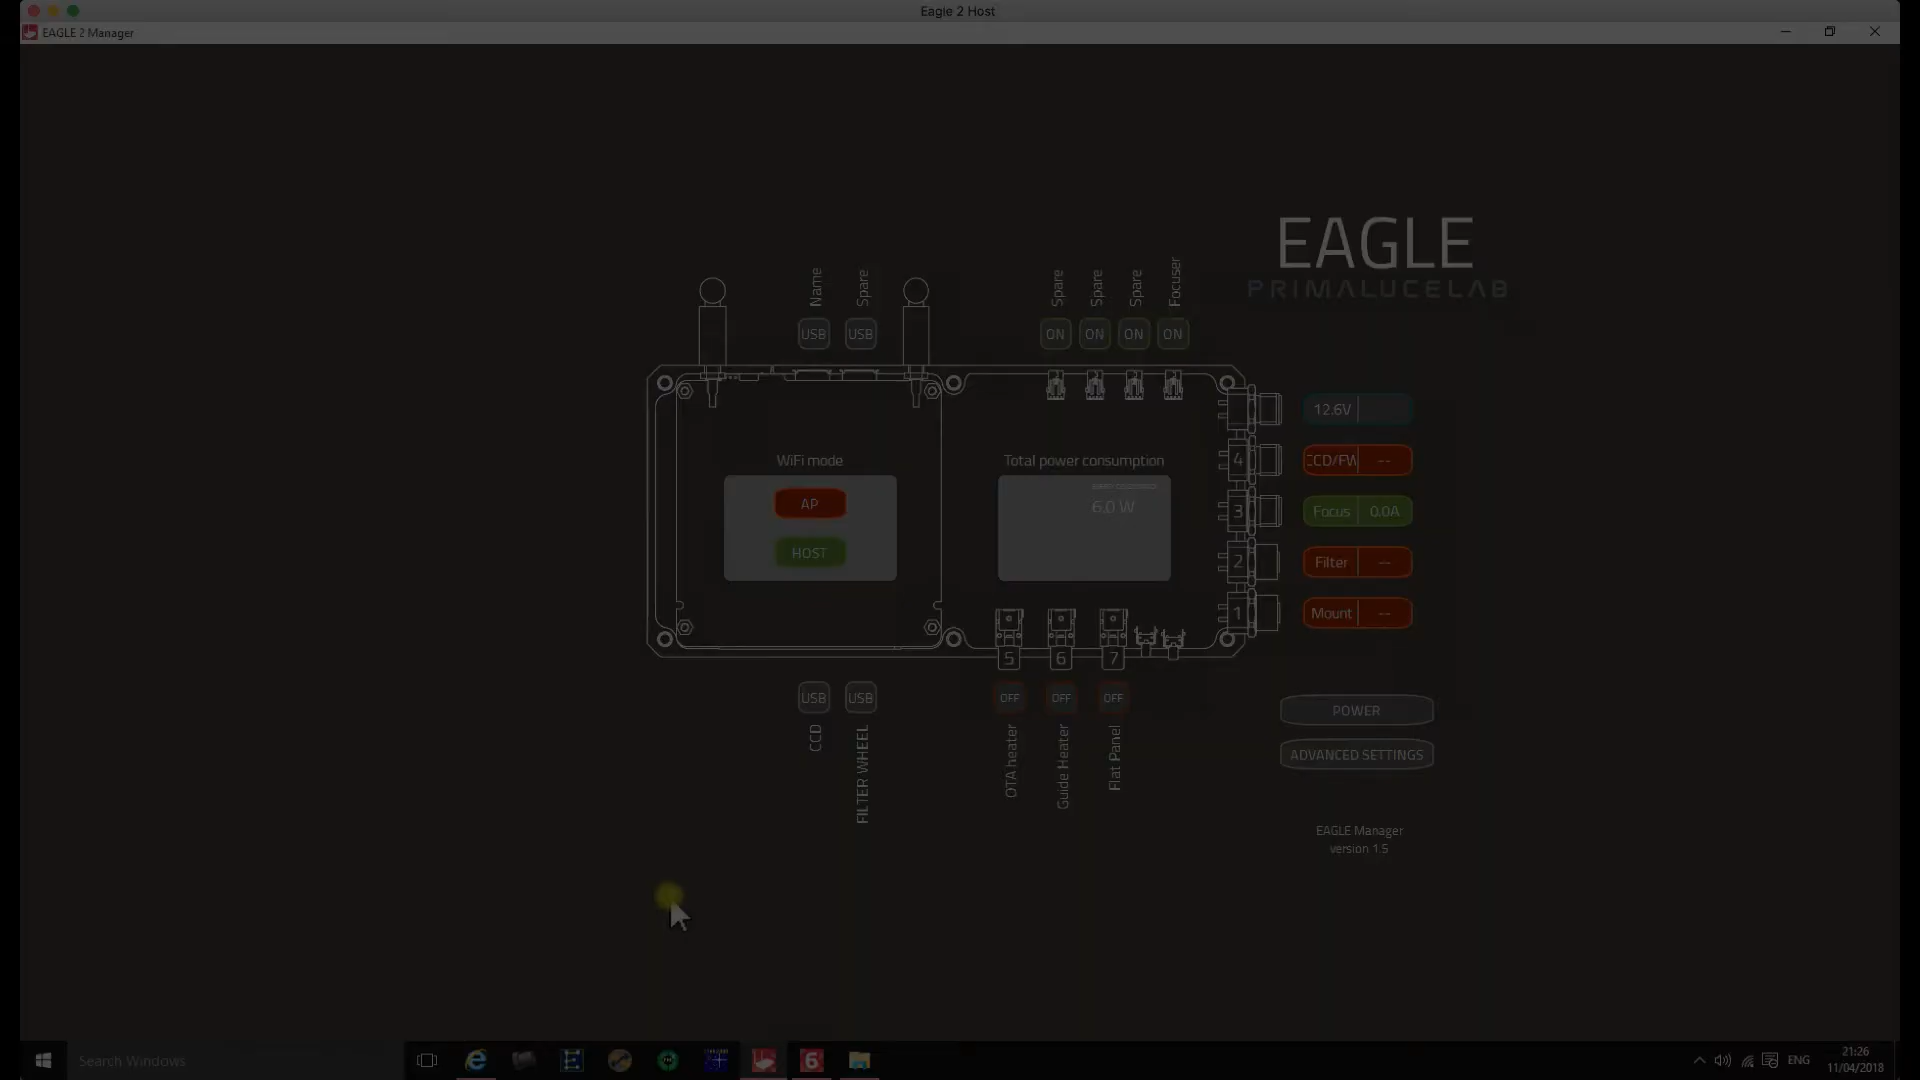 Eagle 2 Host
EAGLE 2 Manager
EAGLE
PRIMALUCELAB
Name
Spare
Spare
Spare
Spare
Focuser
USB
USB
ON
ON
ON
ON
12.6V
WiFi mode
Total power consumption
4
CCD/FW
--
AP
6.0 W
3
Focus
0.0A
HOST
2
Filter
--
1
Mount
--
5
6
7
USB
USB
OFF
OFF
OFF
CCD
FILTER WHEEL
OTA heater
Guide Heater
Flat Panel
POWER
ADVANCED SETTINGS
EAGLE Manager
version 1.5
Search Windows
6
ENG
21:26
11/04/2018